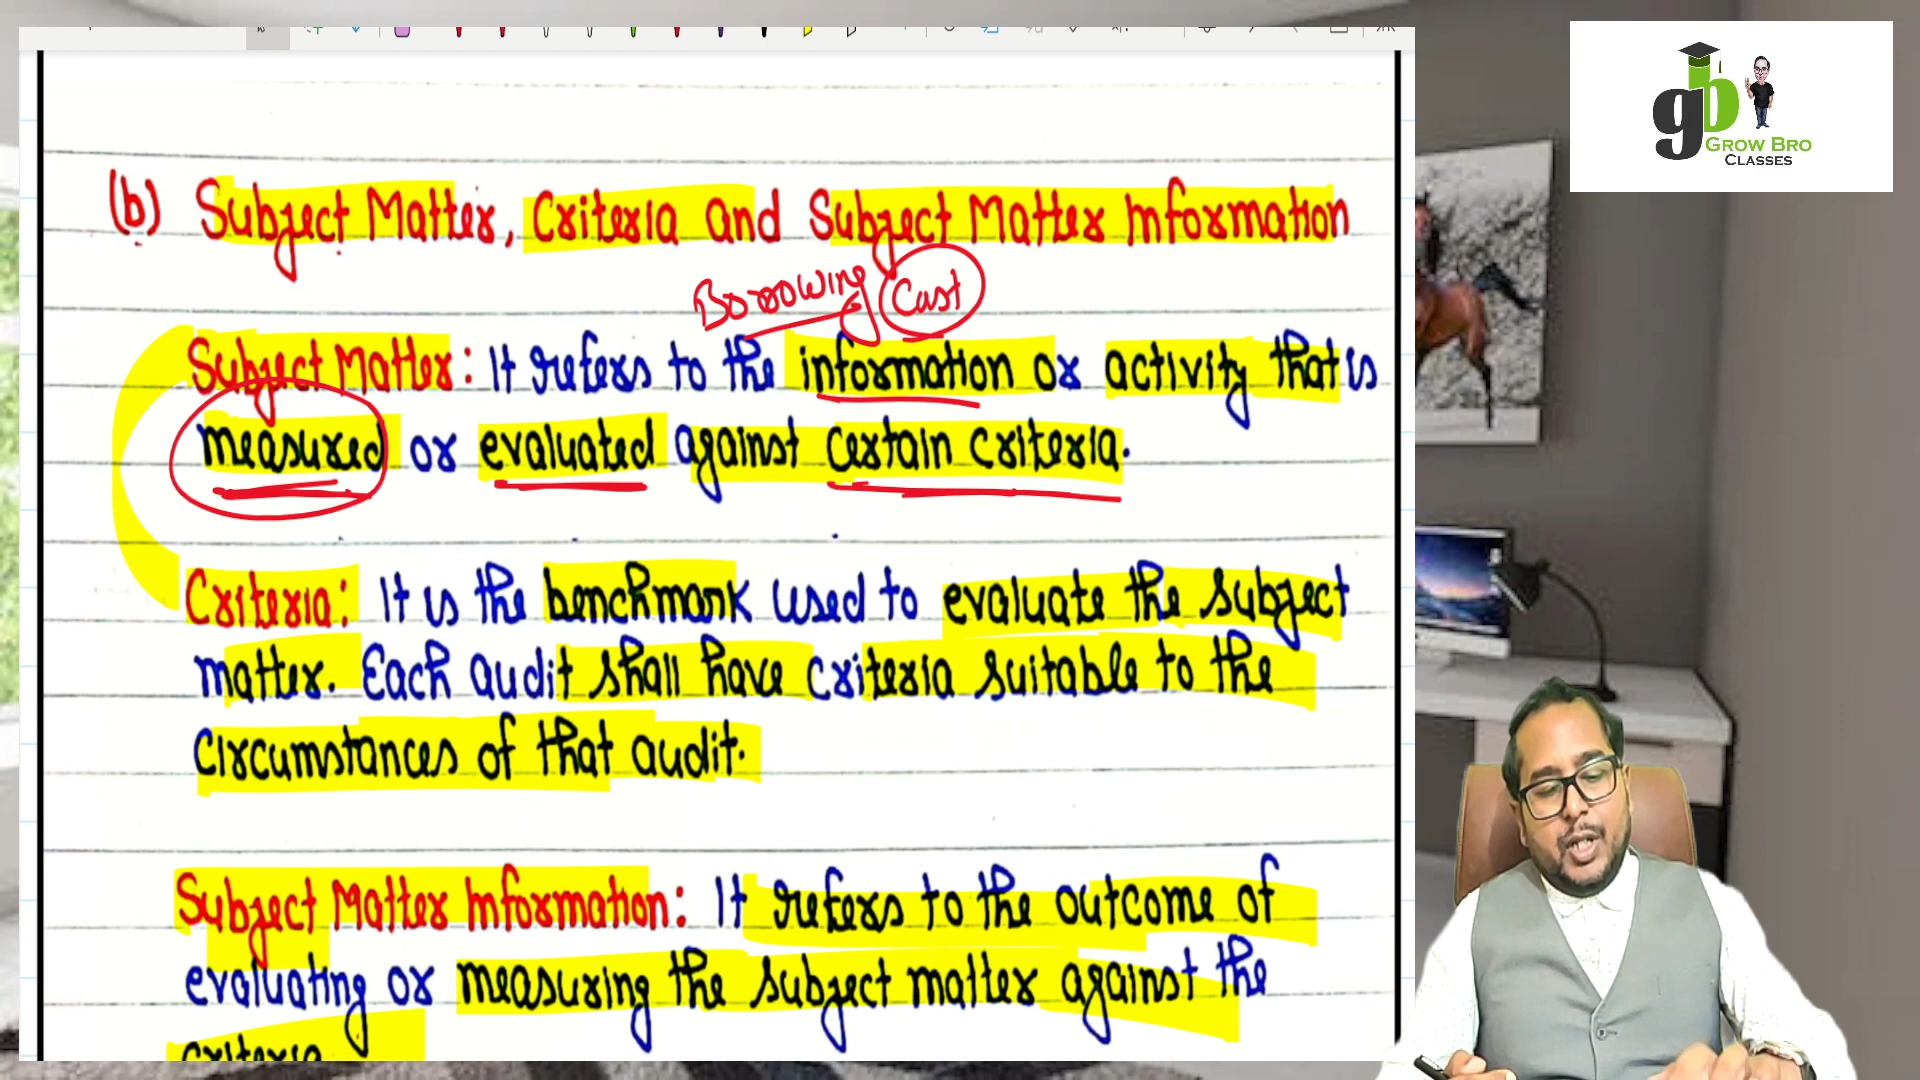 GROW BRO
CLASSES
(b) Subject Matter, Criteria and Subject Matter Information
Borrowing Cost
Subject Matter: It refers to the information or activity that is
measured or evaluated against certain criteria.
Criteria: It is the benchmark used to evaluate the subject
matter. Each audit shall have criteria suitable to the
circumstances of that audit.
Subject Matter Information: It refers to the outcome of
evaluating or measuring the subject matter against the
criteria